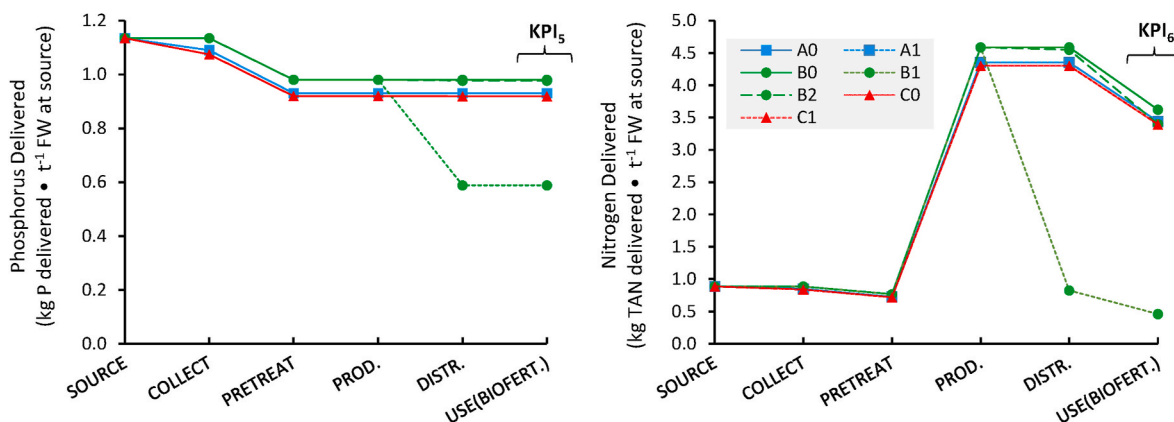 Phosphorus Delivered
(kg P delivered • t⁻¹ FW at source)
1.2
1.0
0.8
0.6
0.4
0.2
0.0
KPI₅
SOURCE
COLLECT
PRETREAT
PROD.
DISTR.
USE(BIOFERT.)
Nitrogen Delivered
(kg TAN delivered • t⁻¹ FW at source)
5.0
4.5
4.0
3.5
3.0
2.5
2.0
1.5
1.0
0.5
0.0
A0 A1
B0 B1
B2 C0
C1
KPI₆
SOURCE
COLLECT
PRETREAT
PROD.
DISTR.
USE(BIOFERT.)